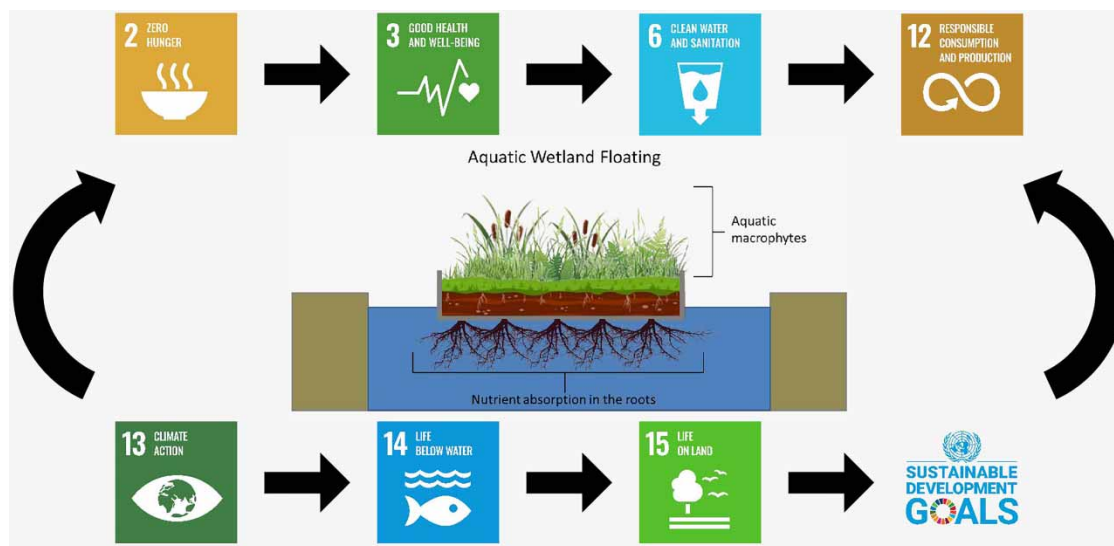 2 ZERO
HUNGER
3 GOOD HEALTH
AND WELL-BEING
6 CLEAN WATER
AND SANITATION
12 RESPONSIBLE
CONSUMPTION
AND PRODUCTION
Aquatic Wetland Floating
Aquatic
macrophytes
Nutrient absorption in the roots
13 CLIMATE
ACTION
14 LIFE
BELOW WATER
15 LIFE
ON LAND
SUSTAINABLE
DEVELOPMENT
GOALS